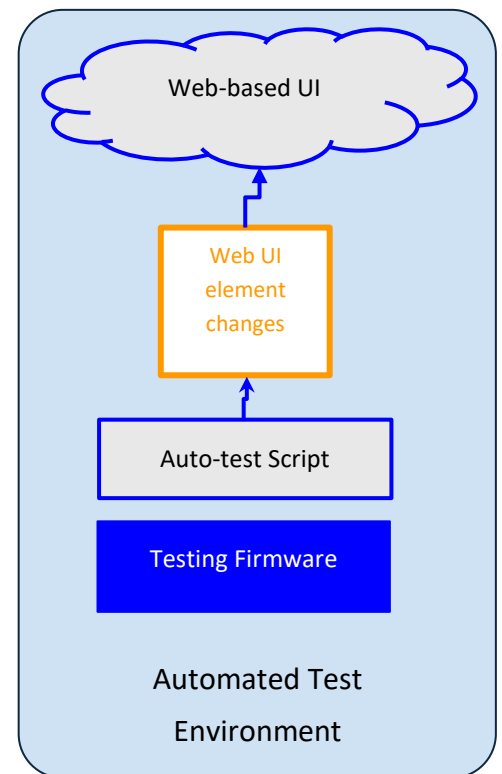 Web-based UI
Web UI
element
changes
Auto-test Script
Testing Firmware
Automated Test
Environment